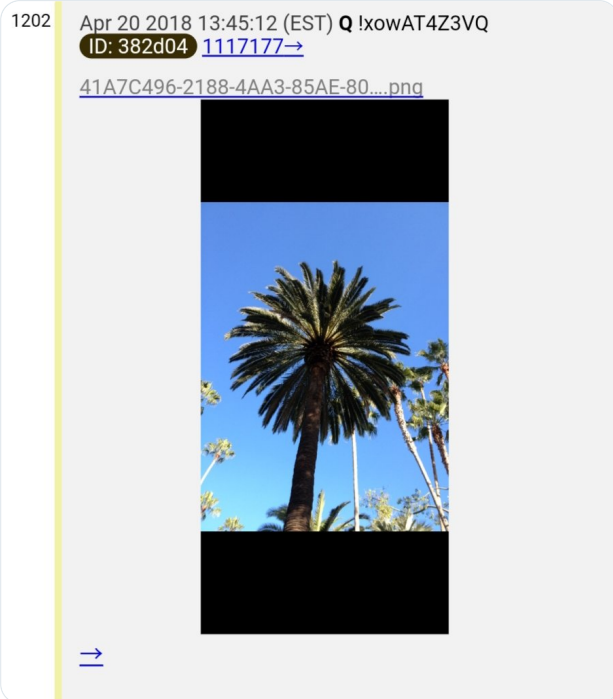 1202
Apr 20 2018 13:45:12 (EST) Q !xowAT4Z3VQ
ID: 382d04 1117177→
41A7C496-2188-4AA3-85AE-80….png
→